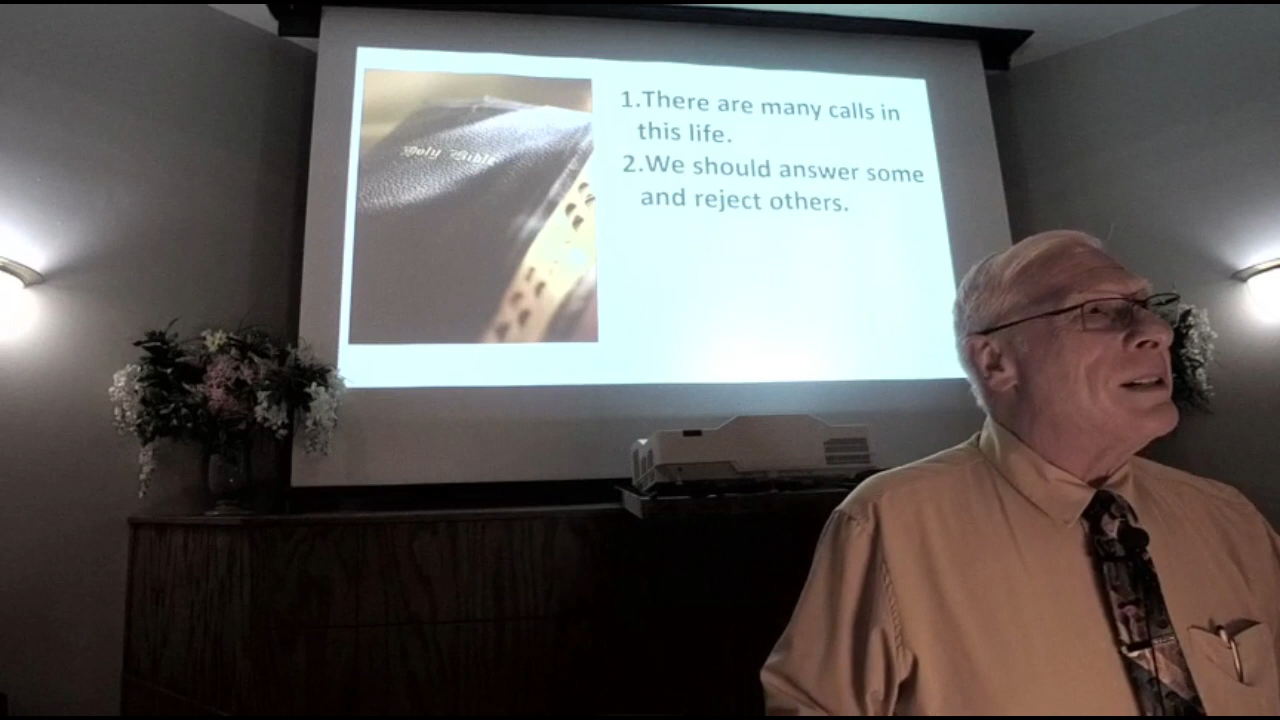 Holy Bible
1.There are many calls in
this life.
2.We should answer some
and reject others.